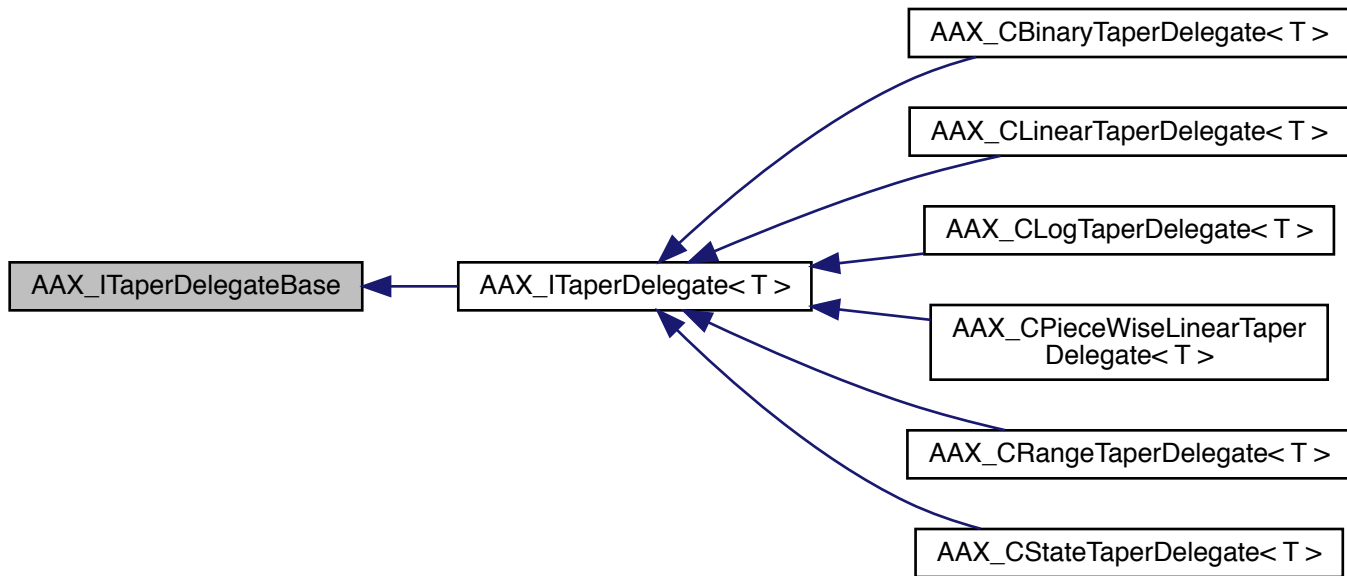 AAX_CBinaryTaperDelegate< T >
AAX_CLinearTaperDelegate< T >
AAX_CLogTaperDelegate< T >
AAX_ITaperDelegateBase
AAX_ITaperDelegate< T >
AAX_CPieceWiseLinearTaper
Delegate< T >
AAX_CRangeTaperDelegate< T >
AAX_CStateTaperDelegate< T >